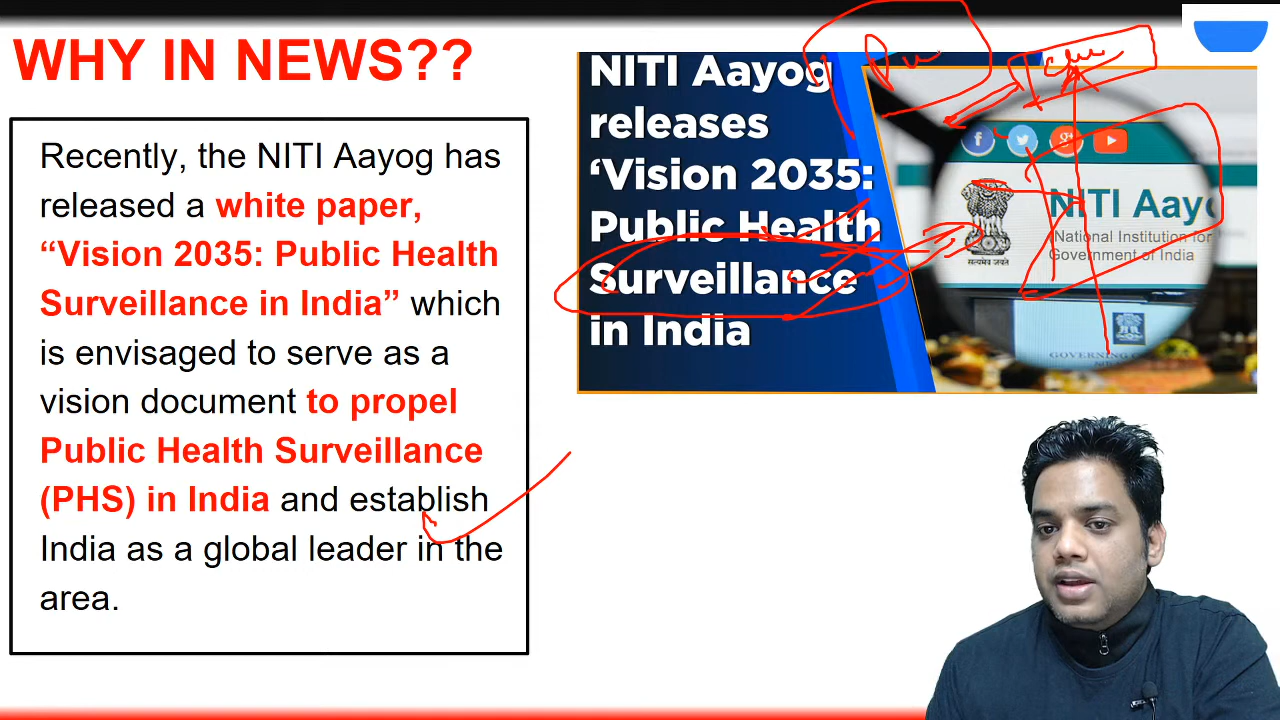 WHY IN NEWS??
Recently, the NITI Aayog has
released a white paper,
“Vision 2035: Public Health
Surveillance in India” which
is envisaged to serve as a
vision document to propel
Public Health Surveillance
(PHS) in India and establish
India as a global leader in the
area.
NITI Aayog
releases
‘Vision 2035:
Public Health
Surveillance
in India
NITI Aayo
(National Institution for
Government of India
सत्यमेव जयते